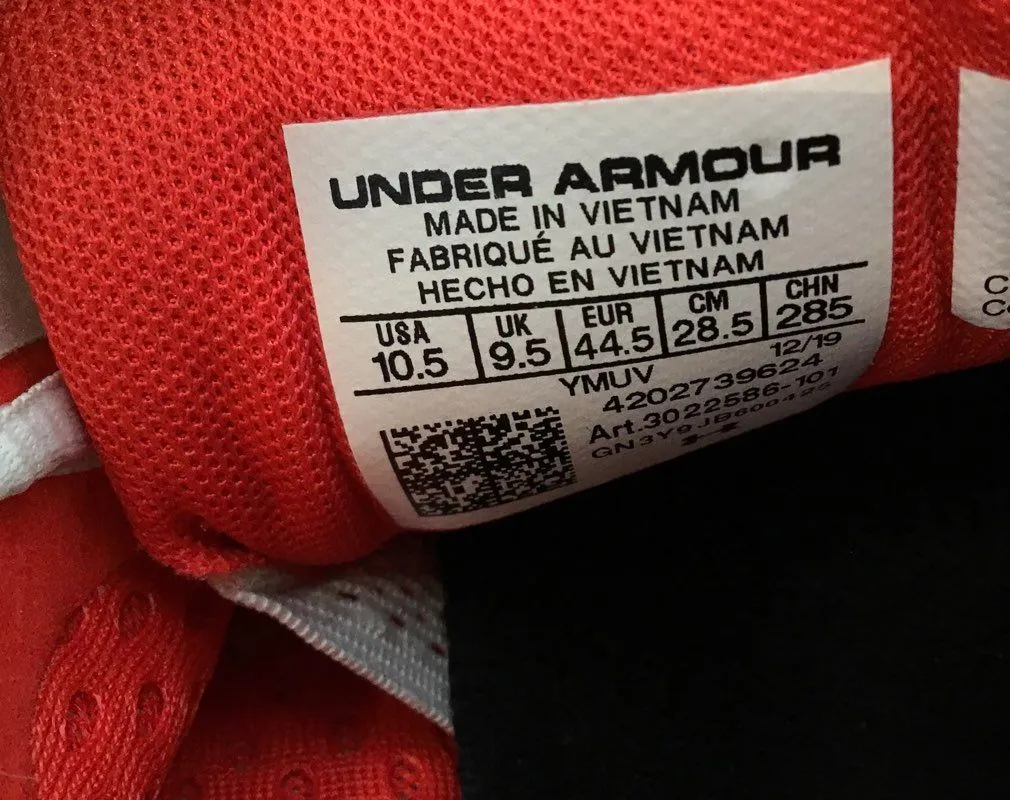 UNDER ARMOUR
MADE IN VIETNAM
FABRIQUÉ AU VIETNAM
HECHO EN VIETNAM
USA UK EUR CM CHN
10.5 9.5 44.5 28.5 285
YMUV 12/19
4202739624
Art.3022586-101